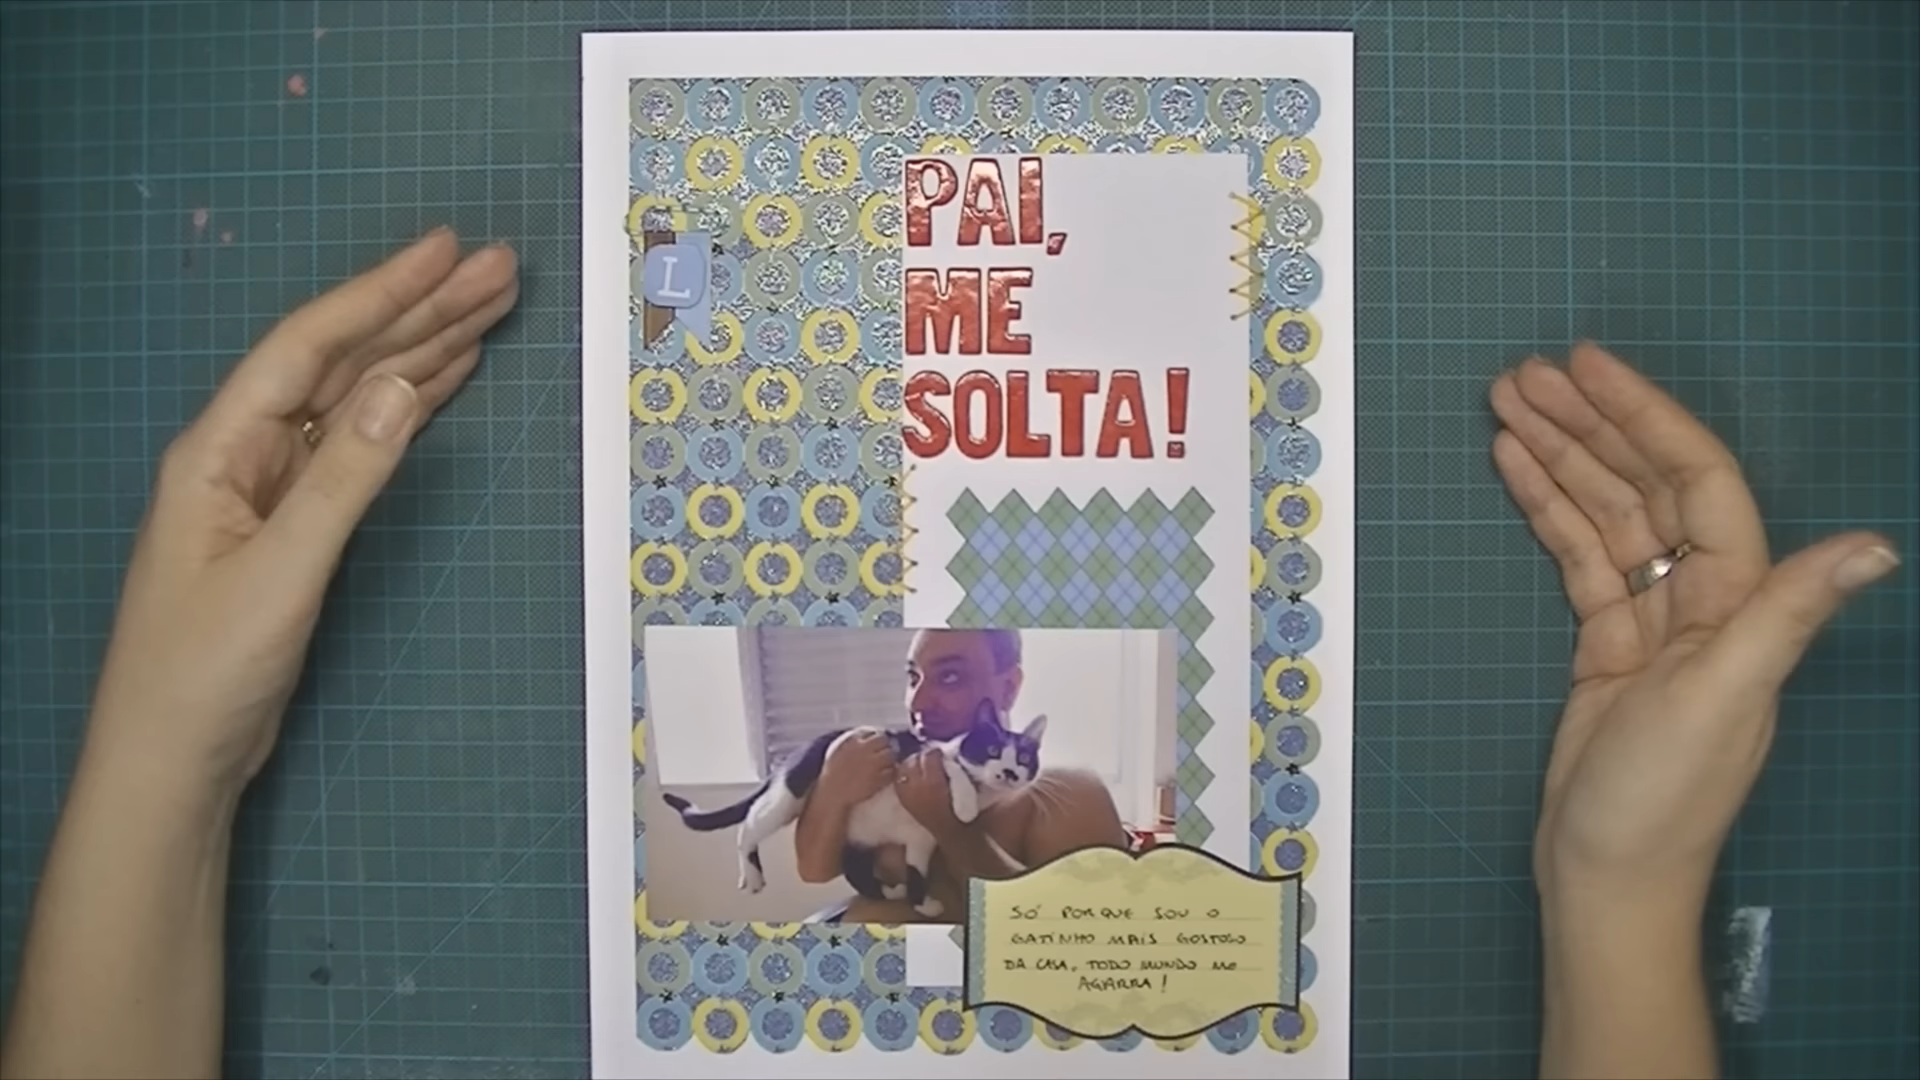 PAI,
ME
SOLTA!
L
SÓ PORQUE SOU O
GATINHO MAIS GOSTOSO
DA CASA, TODO MUNDO ME
AGARRA!